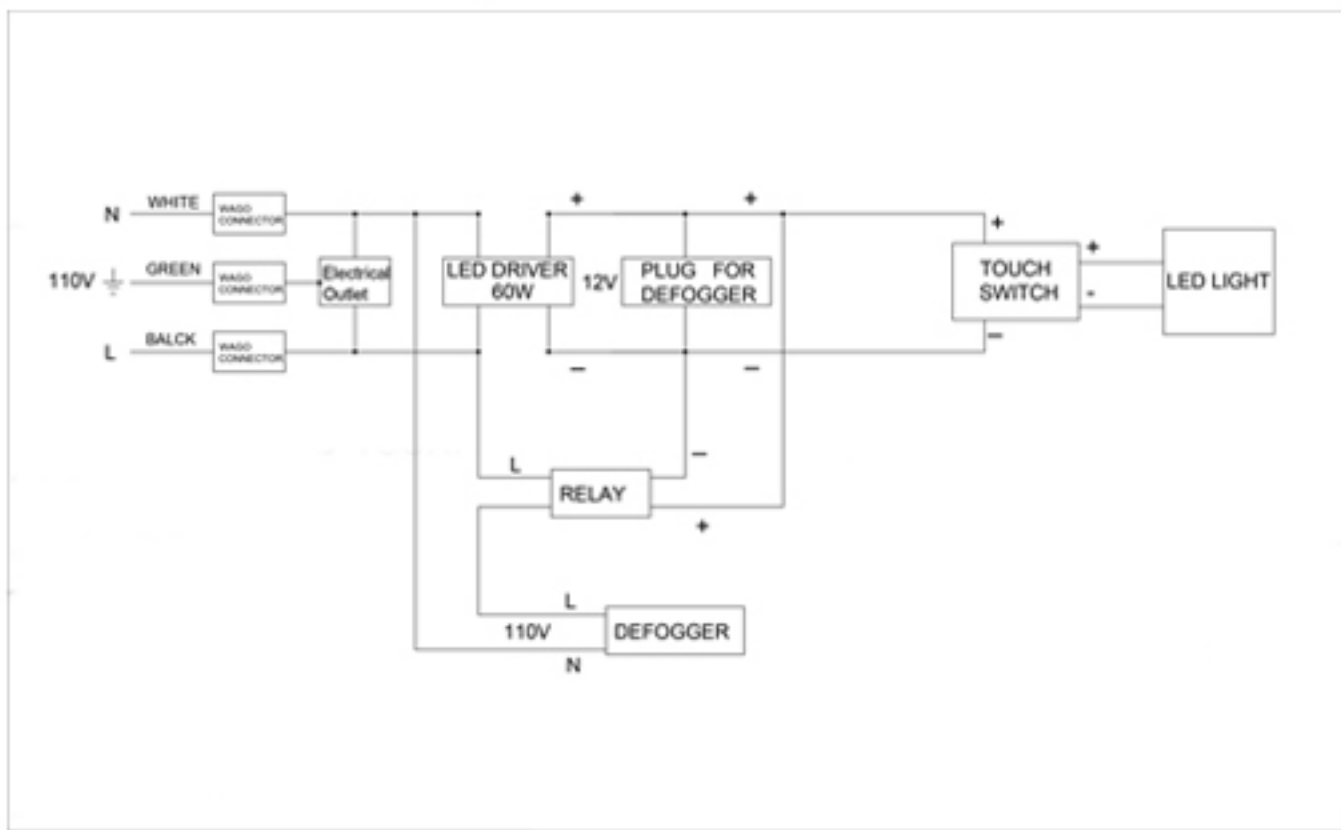 N
WHITE
WAGO
CONNECTOR
110V
GREEN
WAGO
CONNECTOR
Electrical
Outlet
L
BALCK
WAGO
CONNECTOR
LED DRIVER
60W
+
-
12V
PLUG FOR
DEFOGGER
+
-
+
-
TOUCH
SWITCH
+
-
LED LIGHT
L
RELAY
-
+
L
110V
N
DEFOGGER